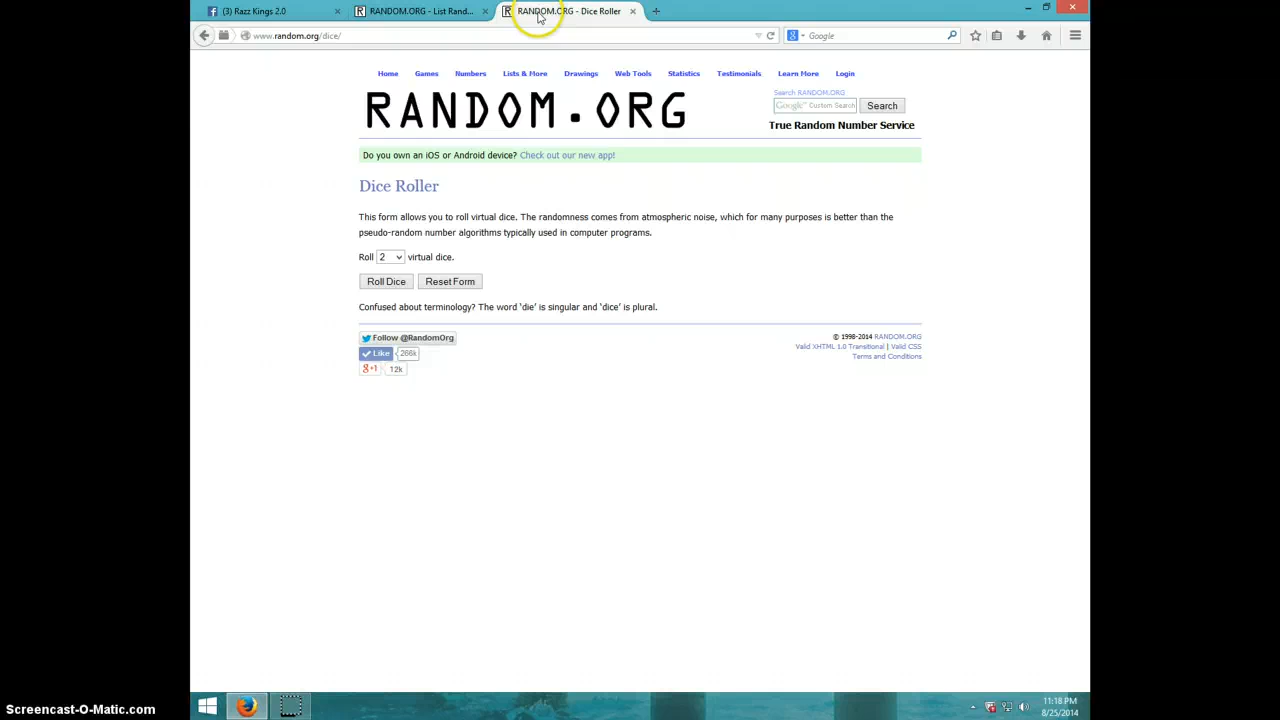 (3) Razz Kings 2.0
RANDOM.ORG - List Rand...
RANDOM.ORG - Dice Roller
www.random.org/dice/
Google
Home Games Numbers Lists & More Drawings Web Tools Statistics Testimonials Learn More Login
RANDOM.ORG
Search RANDOM.ORG
Google™ Custom Search
Search
True Random Number Service
Do you own an iOS or Android device? Check out our new app!
Dice Roller
This form allows you to roll virtual dice. The randomness comes from atmospheric noise, which for many purposes is better than the
pseudo-random number algorithms typically used in computer programs.
Roll 2 virtual dice.
Roll Dice Reset Form
Confused about terminology? The word ‘die’ is singular and ‘dice’ is plural.
Follow @RandomOrg
Like 266k
g+1 12k
© 1998-2014 RANDOM.ORG
Valid XHTML 1.0 Transitional | Valid CSS
Terms and Conditions
11:18 PM
8/25/2014
Screencast-O-Matic.com